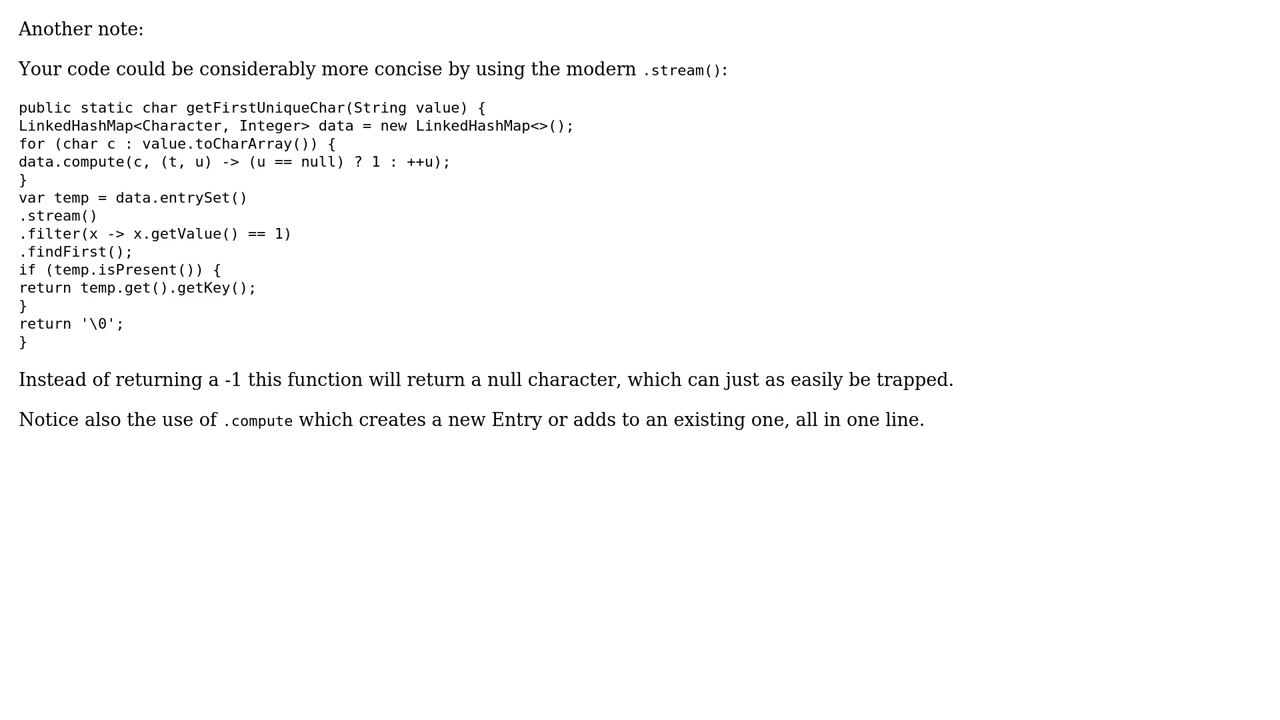 Another note:
Your code could be considerably more concise by using the modern .stream():
public static char getFirstUniqueChar(String value) {
LinkedHashMap<Character, Integer> data = new LinkedHashMap<>();
for (char c : value.toCharArray()) {
data.compute(c, (t, u) -> (u == null) ? 1 : ++u);
}
var temp = data.entrySet()
.stream()
.filter(x -> x.getValue() == 1)
.findFirst();
if (temp.isPresent()) {
return temp.get().getKey();
}
return '\0';
}
Instead of returning a -1 this function will return a null character, which can just as easily be trapped.
Notice also the use of .compute which creates a new Entry or adds to an existing one, all in one line.